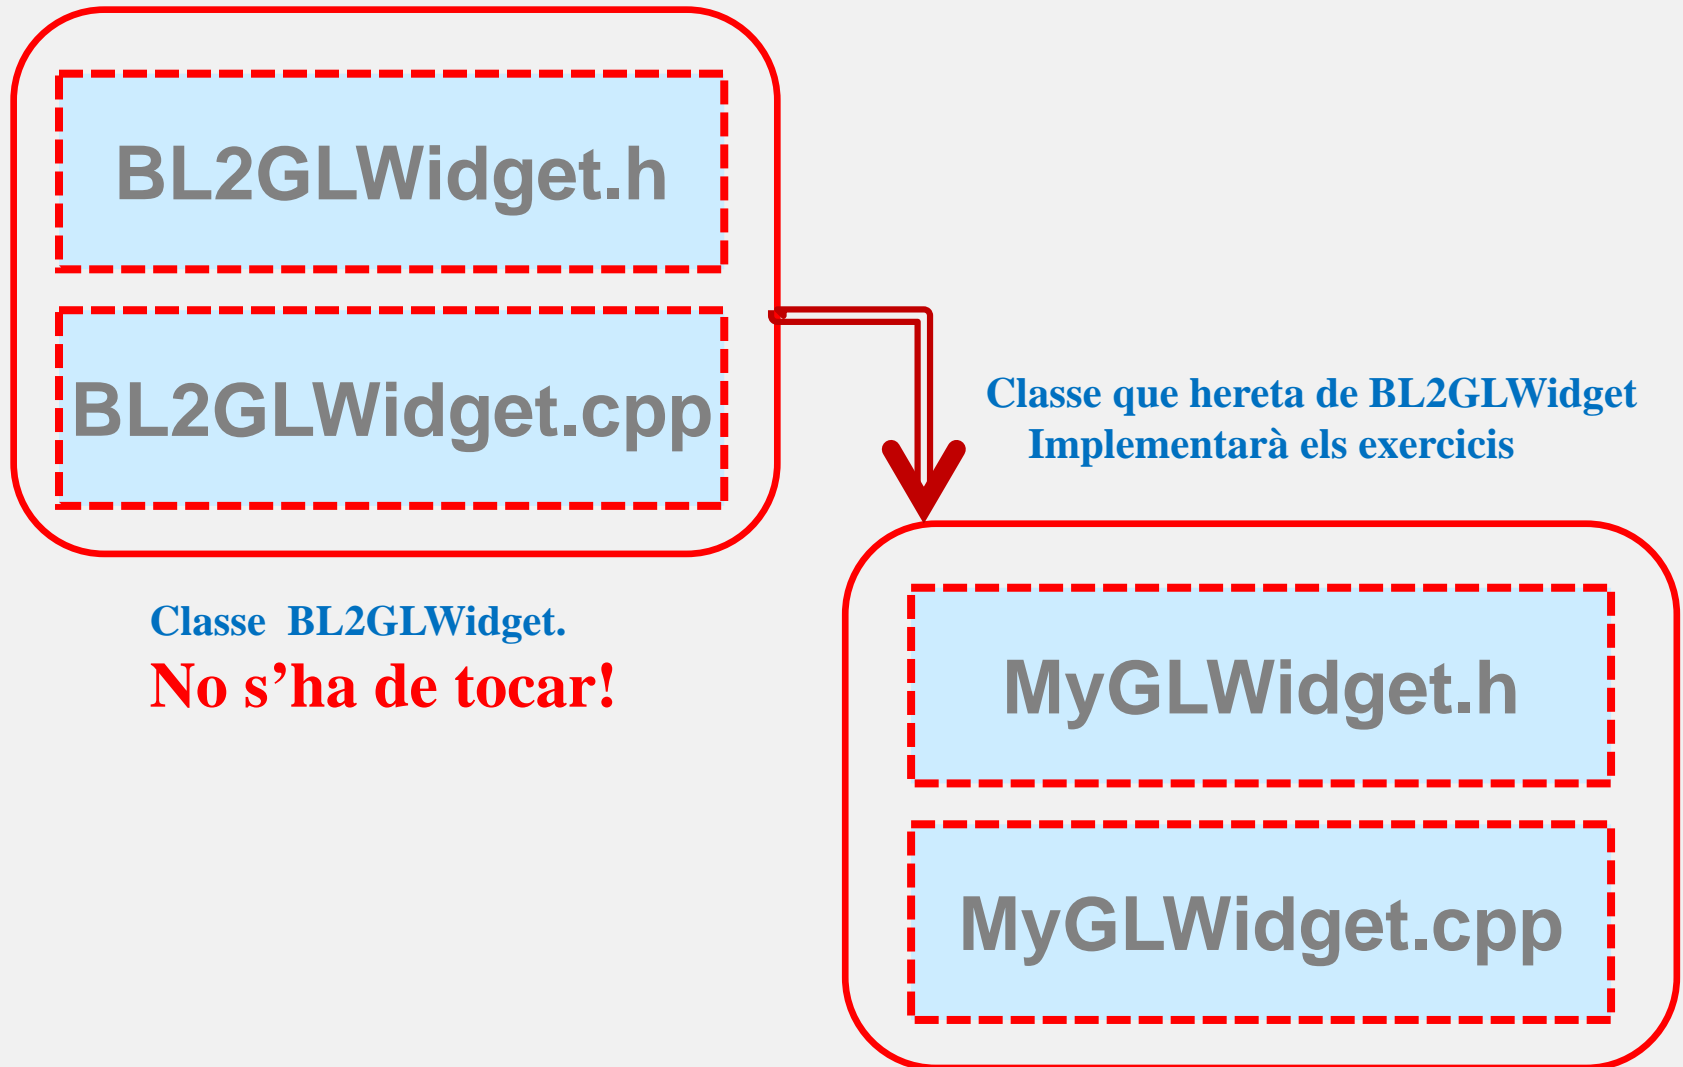 BL2GLWidget.h
BL2GLWidget.cpp
Classe que hereta de BL2GLWidget
Implementarà els exercicis
Classe  BL2GLWidget.
No s’ha de tocar!
MyGLWidget.h
MyGLWidget.cpp